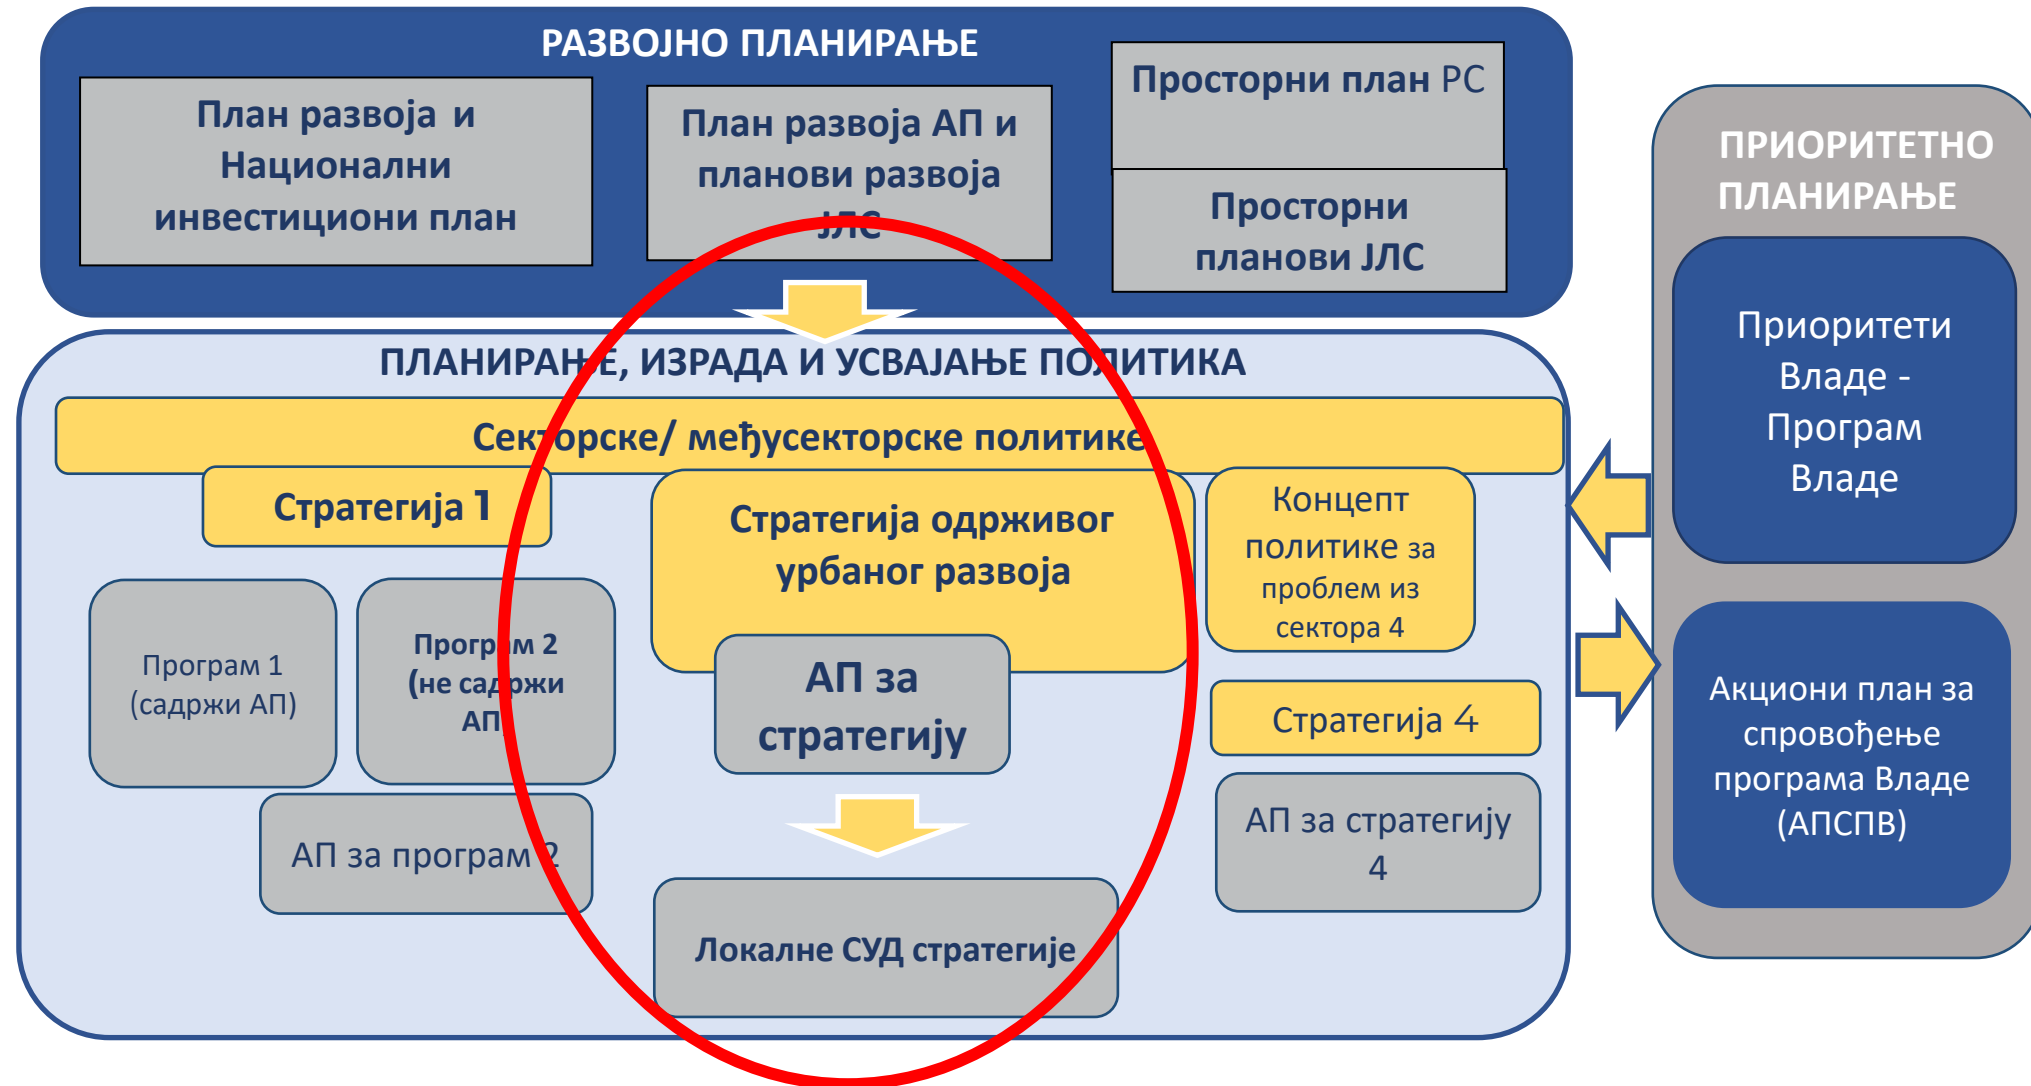 РАЗВОЈНО ПЛАНИРАЊЕ
План развоја и
Национални
инвестициони план
План развоја АП и
планови развоја
ЈЛС
Просторни план РС
Просторни
планови ЈЛС
ПЛАНИРАЊЕ, ИЗРАДА И УСВАЈАЊЕ ПОЛИТИКА
Секторске/ међусекторске политике
Стратегија 1
Програм 1
(садржи АП)
Програм 2
(не садржи
АП
АП за програм 2
Стратегија одрживог
урбаног развоја
АП за
стратегију
Локалне СУД стратегије
Концепт
политике за
проблем из
сектора 4
Стратегија 4
АП за стратегију
4
ПРИОРИТЕТНО
ПЛАНИРАЊЕ
Приоритети
Владе -
Програм
Владе
Акциони план за
спровођење
програма Владе
(АПСПВ)